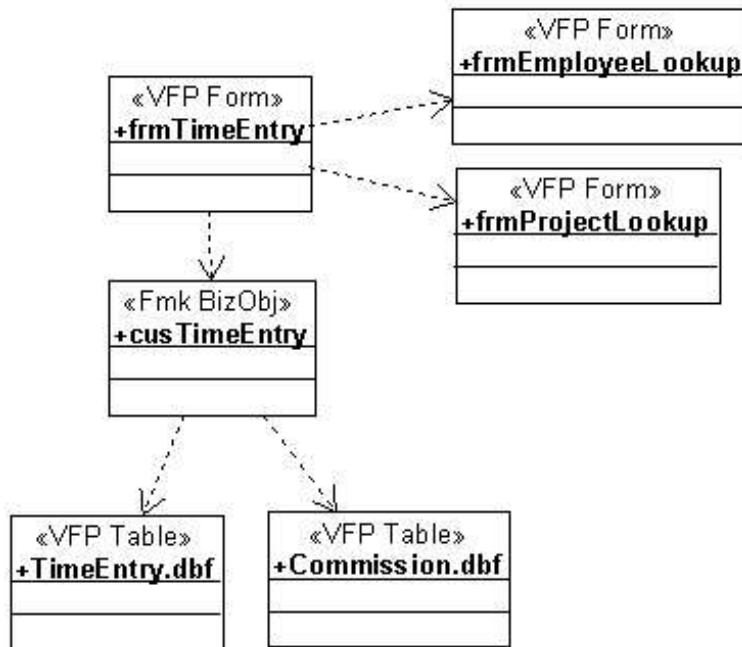 «VFP Form»
+frmEmployeeLookup
«VFP Form»
+frmTimeEntry
«VFP Form»
+frmProjectLookup
«Fmk BizObj»
+cusTimeEntry
«VFP Table»
+TimeEntry.dbf
«VFP Table»
+Commission.dbf